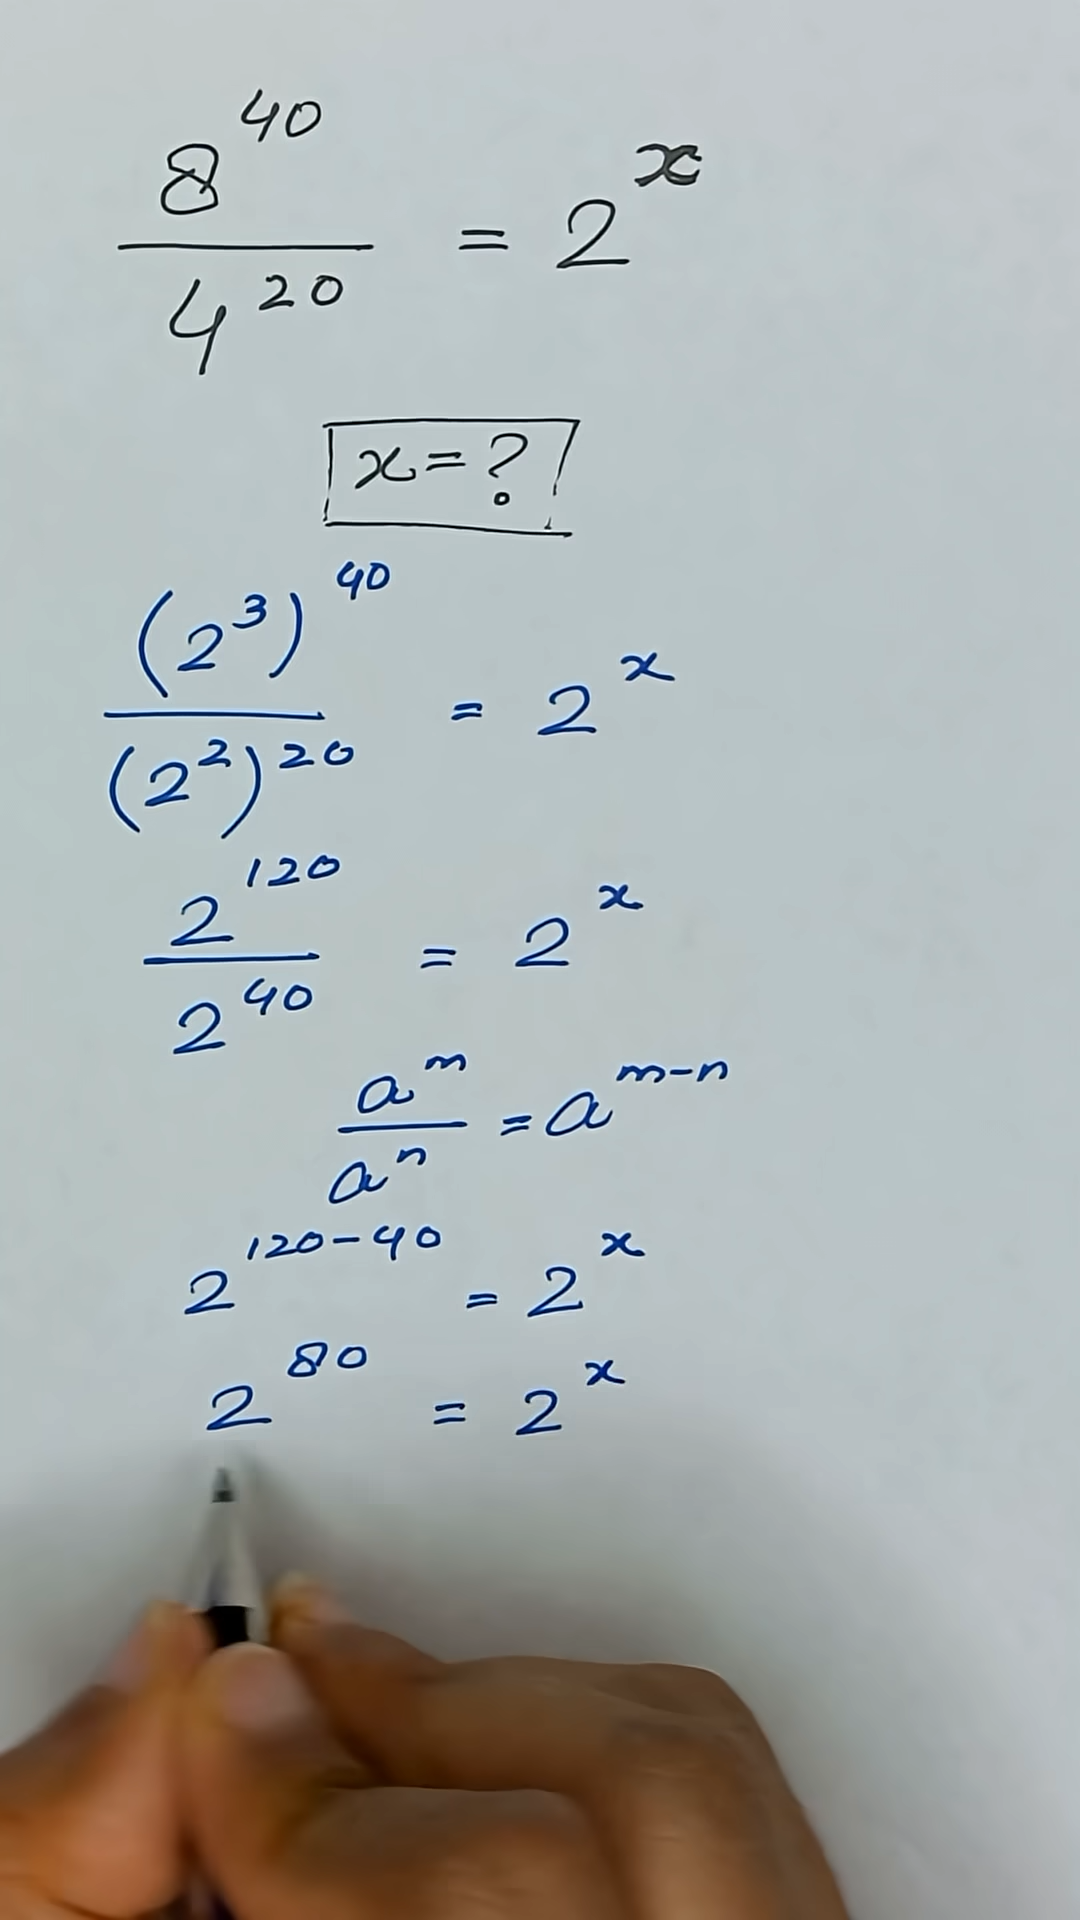 8^40 / 4^20 = 2^x
x = ?
(2^3)^40 / (2^2)^20 = 2^x
2^120 / 2^40 = 2^x
a^m / a^n = a^m-n
2^120-40 = 2^x
2^80 = 2^x